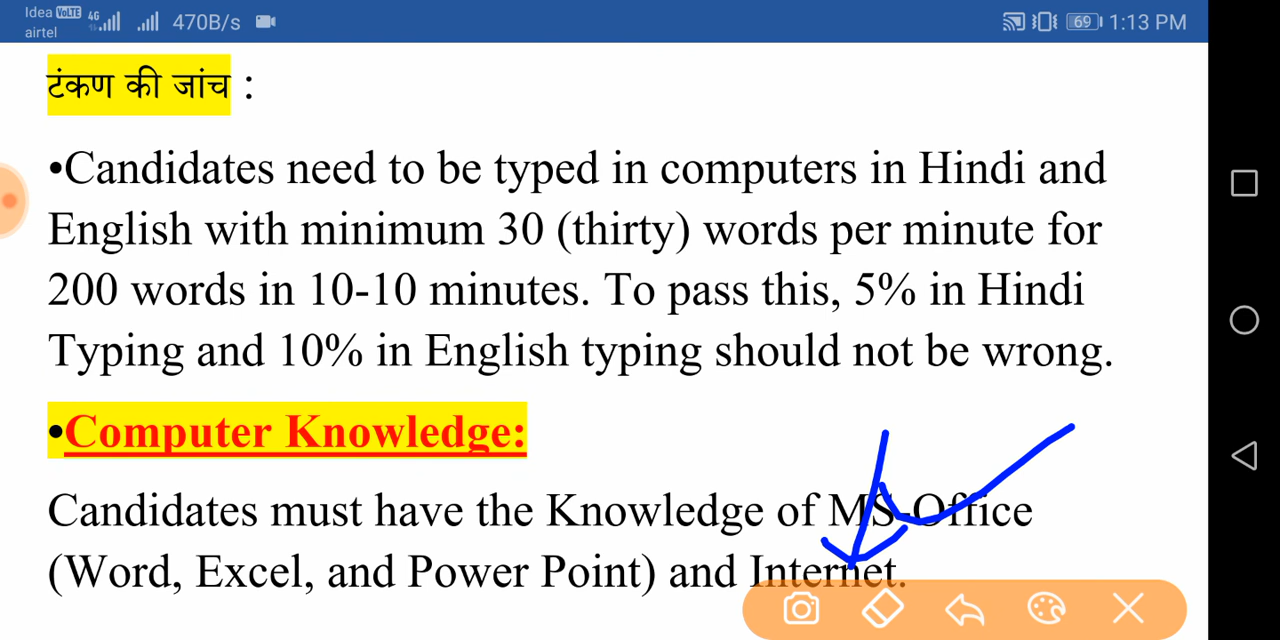 Idea VoLTE 4G 470B/s 69 1:13 PM
airtel
टंकण की जांच :
•Candidates need to be typed in computers in Hindi and
English with minimum 30 (thirty) words per minute for
200 words in 10-10 minutes. To pass this, 5% in Hindi
Typing and 10% in English typing should not be wrong.
•Computer Knowledge:
Candidates must have the Knowledge of MS-Office
(Word, Excel, and Power Point) and Internet.